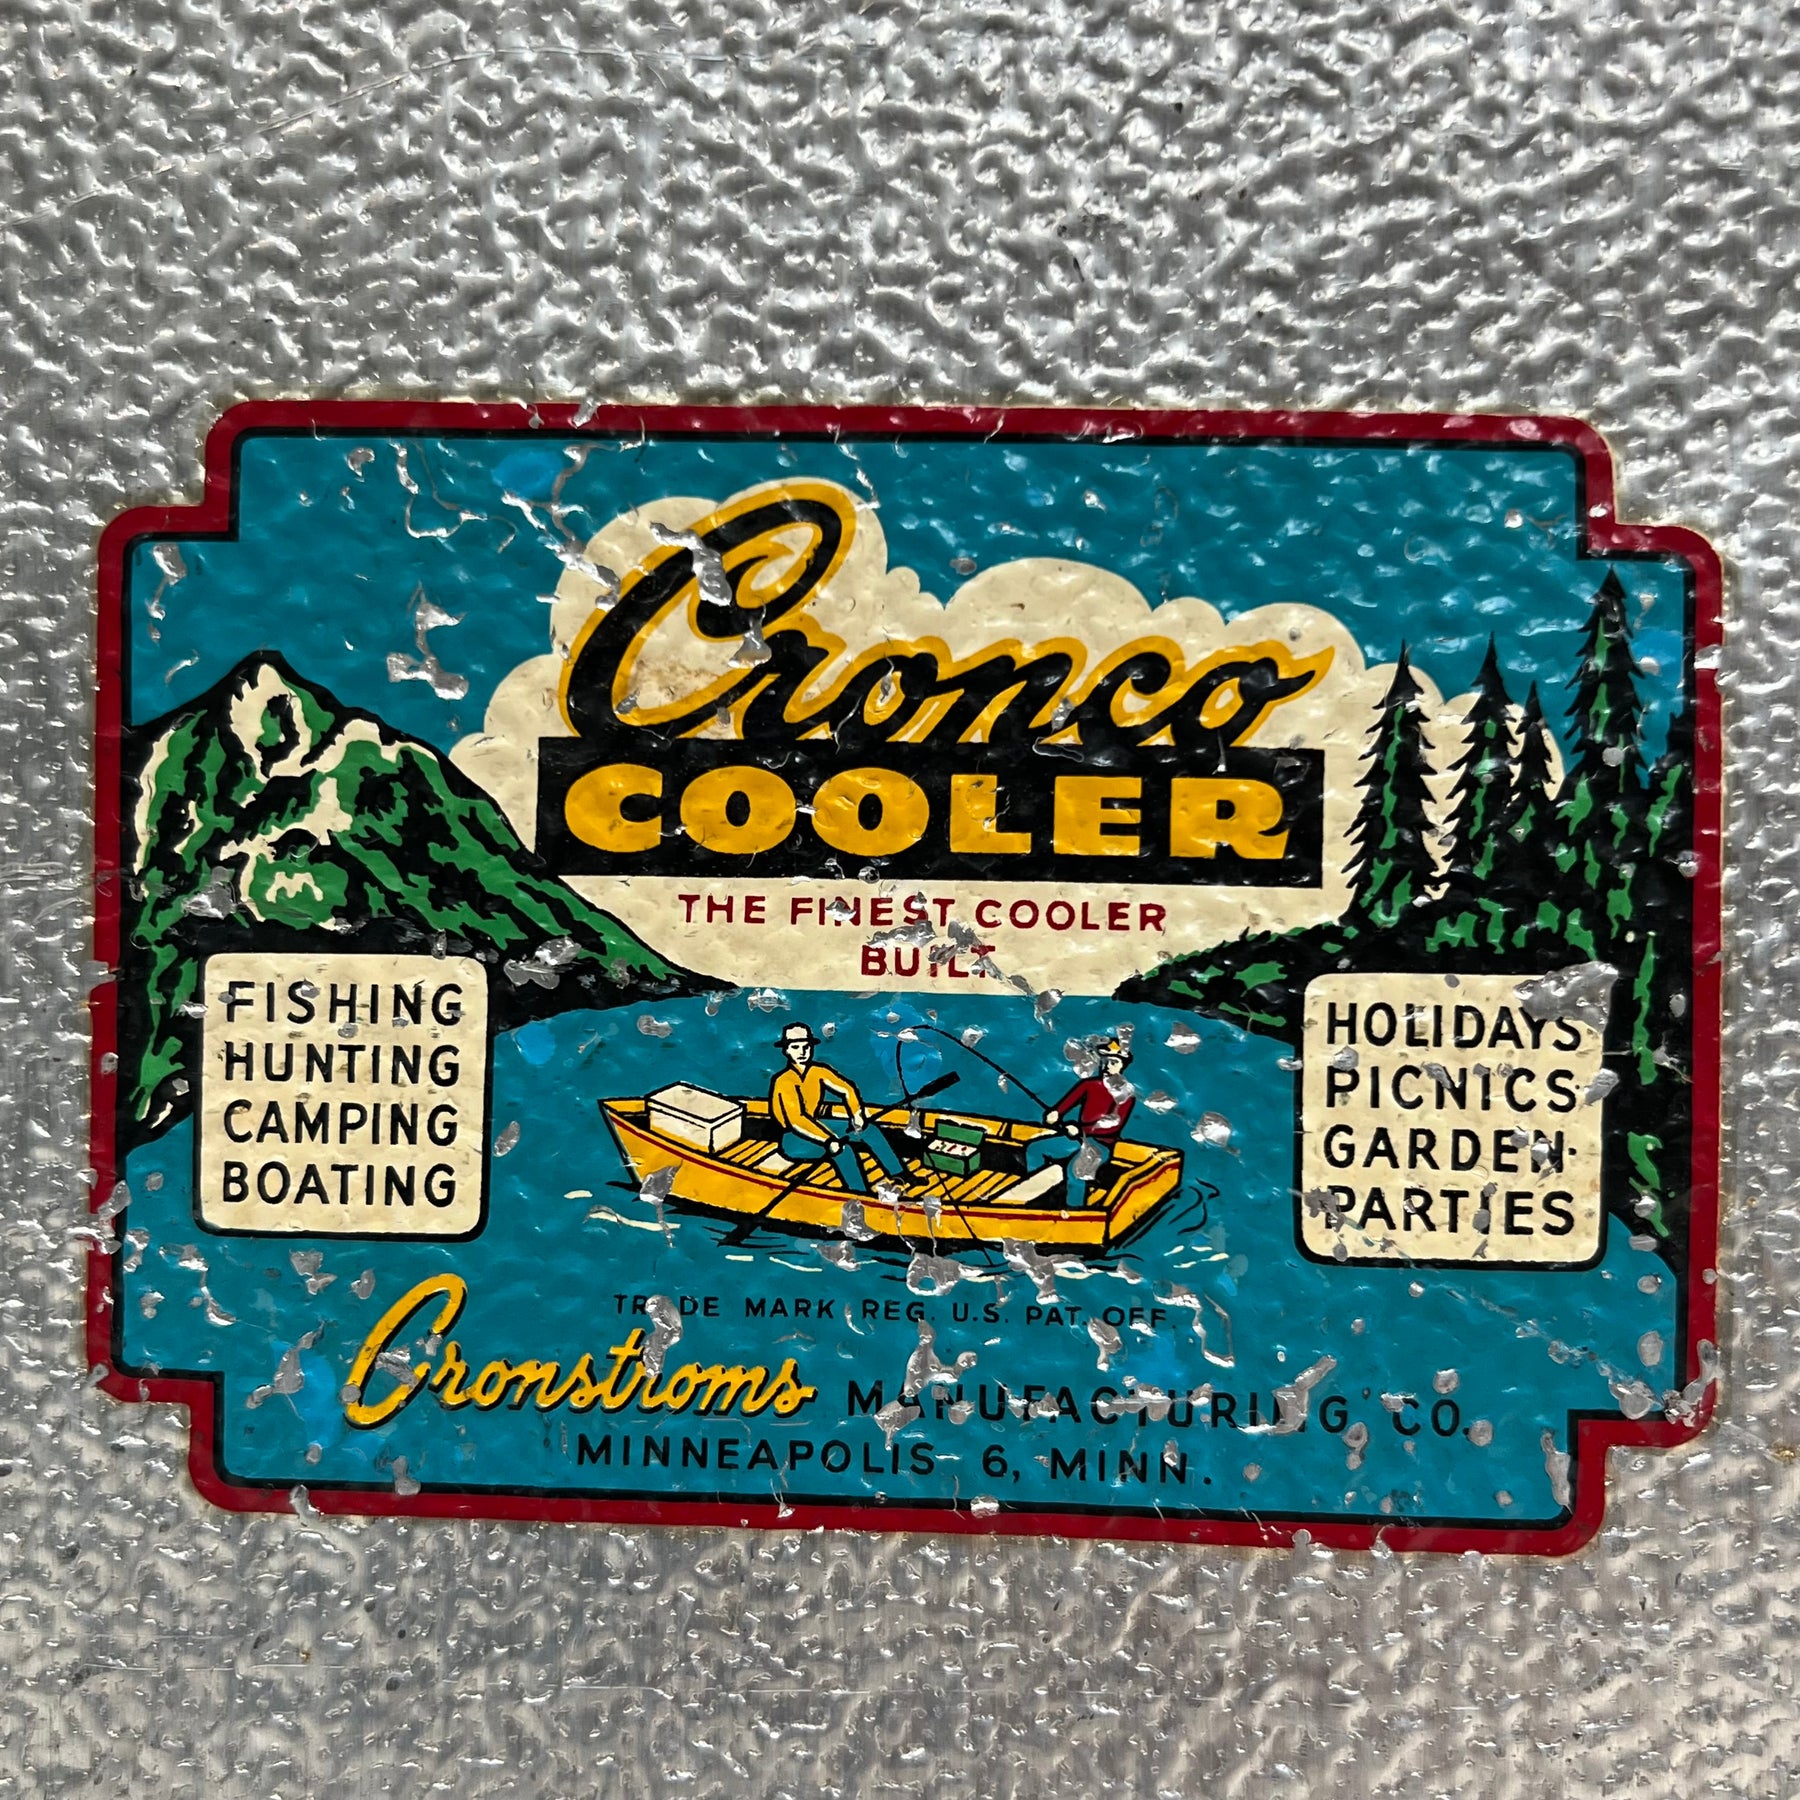 Cronco
COOLER
THE FINEST COOLER
BUILT
FISHING
HUNTING
CAMPING
BOATING
HOLIDAYS
PICNICS
GARDEN
PARTIES
TRADE MARK REG. U.S. PAT. OFF.
Cronstroms MANUFACTURING CO.
MINNEAPOLIS 6, MINN.